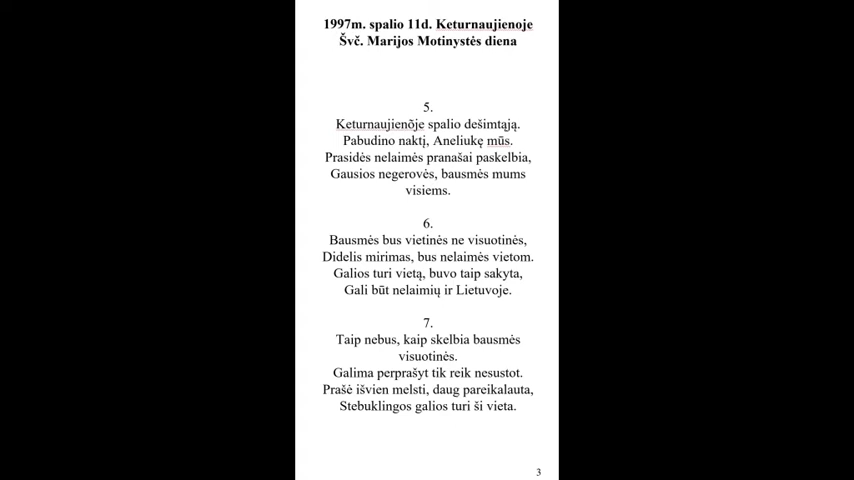 1997m. spalio 11d. Keturnaujienoje
Švč. Marijos Motinystės diena
5.
Keturnaujienõje spalio dešimtąją.
Pabudino naktį, Aneliukę mūs.
Prasidės nelaimės pranašai paskelbia,
Gausios negerovės, bausmės mums
visiems.
6.
Bausmės bus vietinės ne visuotinės,
Didelis mirimas, bus nelaimės vietom.
Galios turi vietą, buvo taip sakyta,
Gali būt nelaimių ir Lietuvoje.
7.
Taip nebus, kaip skelbia bausmės
visuotinės.
Galima perprašyt tik reik nesustot.
Prašė išvien melsti, daug pareikalauta,
Stebuklingos galios turi ši vieta.
3